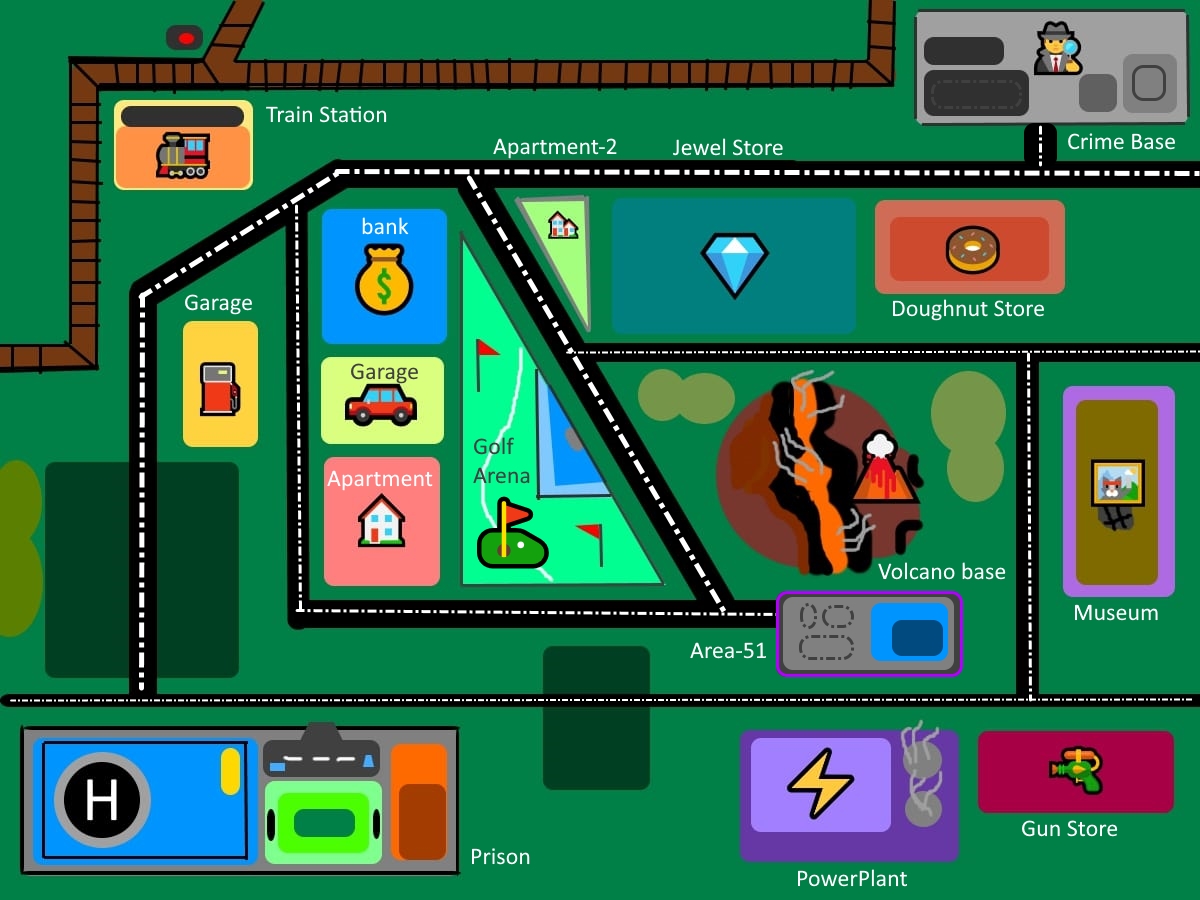 Train Station
Crime Base
Apartment-2
Jewel Store
bank
$
Garage
Doughnut Store
Garage
Golf
Arena
Apartment
Volcano base
Museum
Area-51
H
Prison
Gun Store
PowerPlant